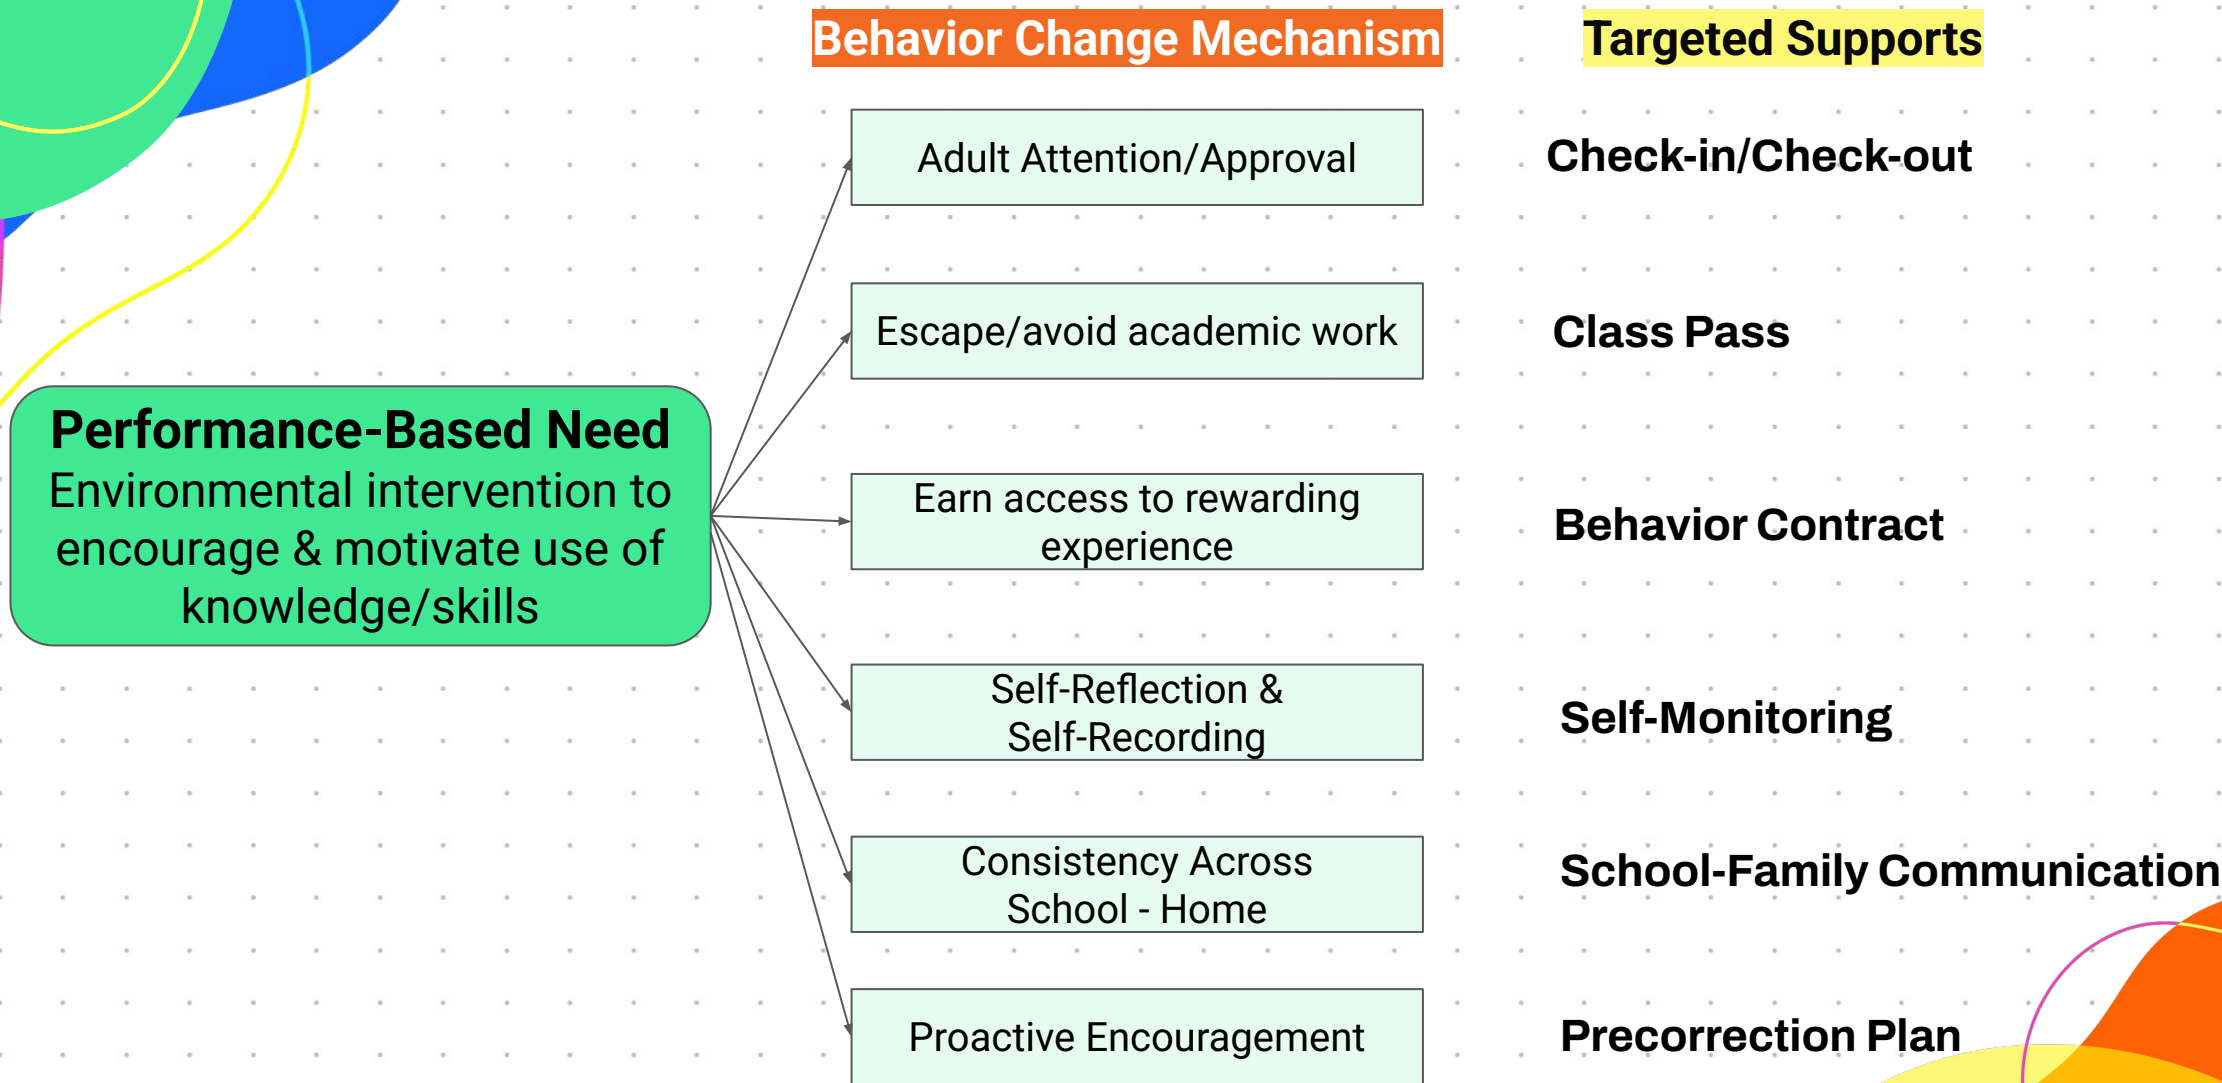 Behavior Change Mechanism
Targeted Supports
Adult Attention/Approval
Check-in/Check-out
Escape/avoid academic work
Class Pass
Performance-Based Need
Environmental intervention to
encourage & motivate use of
knowledge/skills
Earn access to rewarding
experience
Behavior Contract
Self-Reflection &
Self-Recording
Self-Monitoring
Consistency Across
School - Home
School-Family Communication
Proactive Encouragement
Precorrection Plan